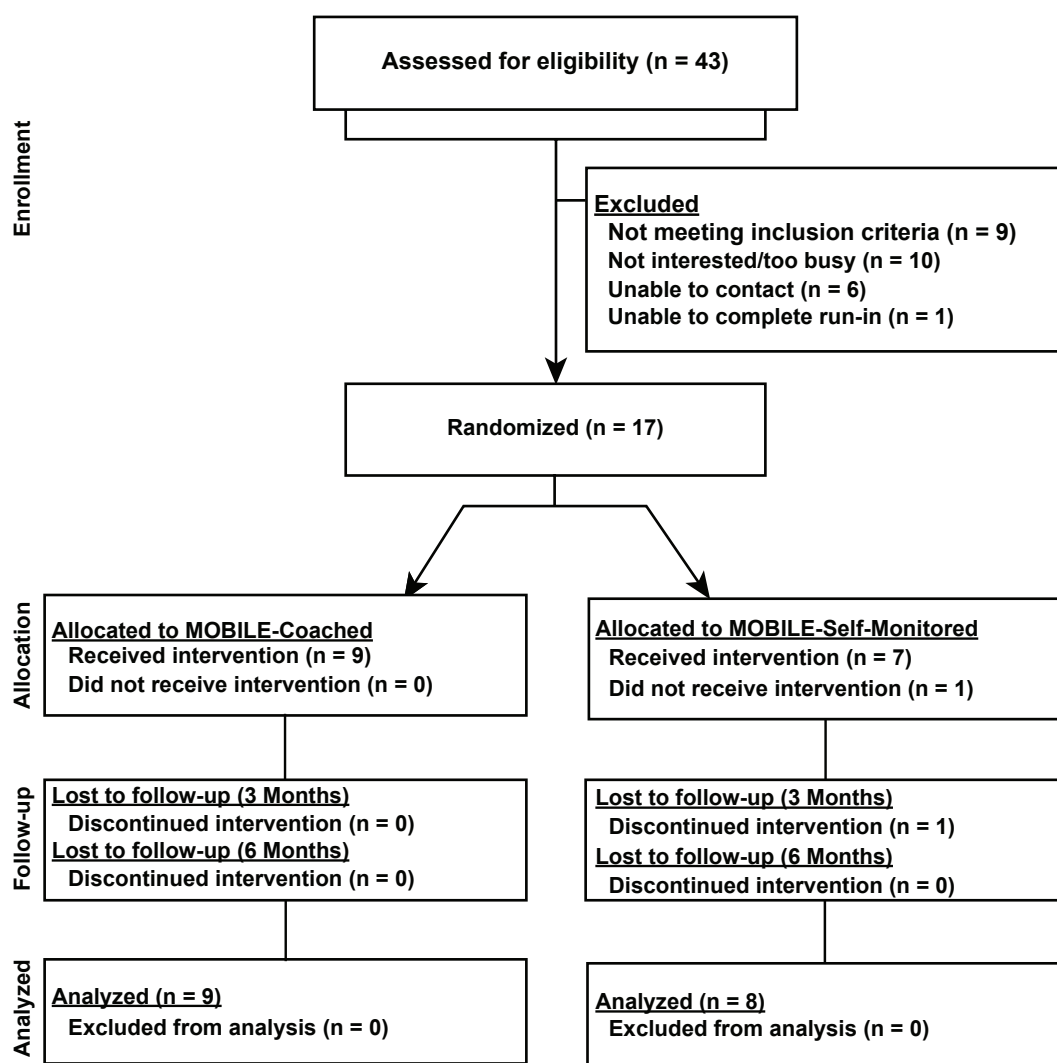 Enrollment
Assessed for eligibility (n = 43)
Excluded
Not meeting inclusion criteria (n = 9)
Not interested/too busy (n = 10)
Unable to contact (n = 6)
Unable to complete run-in (n = 1)
Randomized (n = 17)
Allocation
Allocated to MOBILE-Coached
Received intervention (n = 9)
Did not receive intervention (n = 0)
Allocated to MOBILE-Self-Monitored
Received intervention (n = 7)
Did not receive intervention (n = 1)
Follow-up
Lost to follow-up (3 Months)
Discontinued intervention (n = 0)
Lost to follow-up (6 Months)
Discontinued intervention (n = 0)
Lost to follow-up (3 Months)
Discontinued intervention (n = 1)
Lost to follow-up (6 Months)
Discontinued intervention (n = 0)
Analyzed
Analyzed (n = 9)
Excluded from analysis (n = 0)
Analyzed (n = 8)
Excluded from analysis (n = 0)